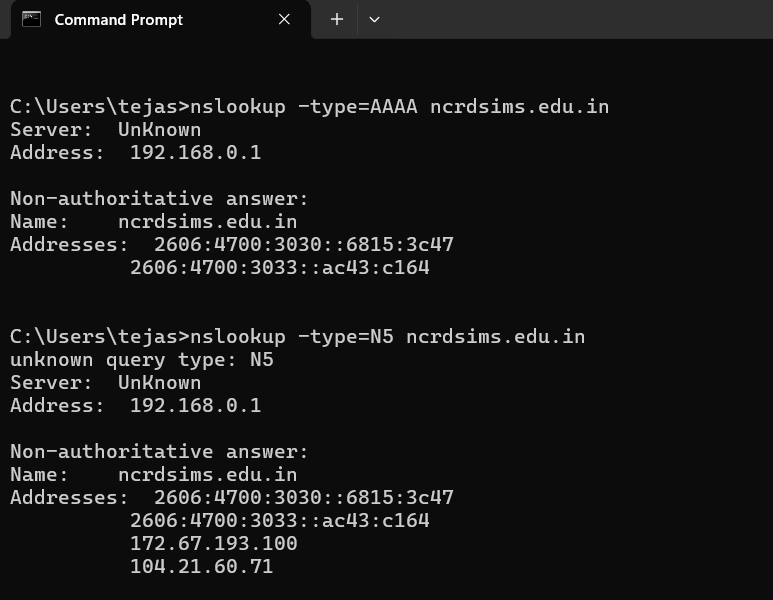 Command Prompt
C:\Users\tejas>nslookup -type=AAAA ncrdsims.edu.in
Server:  UnKnown
Address:  192.168.0.1
Non-authoritative answer:
Name:    ncrdsims.edu.in
Addresses:  2606:4700:3030::6815:3c47
2606:4700:3033::ac43:c164
C:\Users\tejas>nslookup -type=N5 ncrdsims.edu.in
unknown query type: N5
Server:  UnKnown
Address:  192.168.0.1
Non-authoritative answer:
Name:    ncrdsims.edu.in
Addresses:  2606:4700:3030::6815:3c47
2606:4700:3033::ac43:c164
172.67.193.100
104.21.60.71